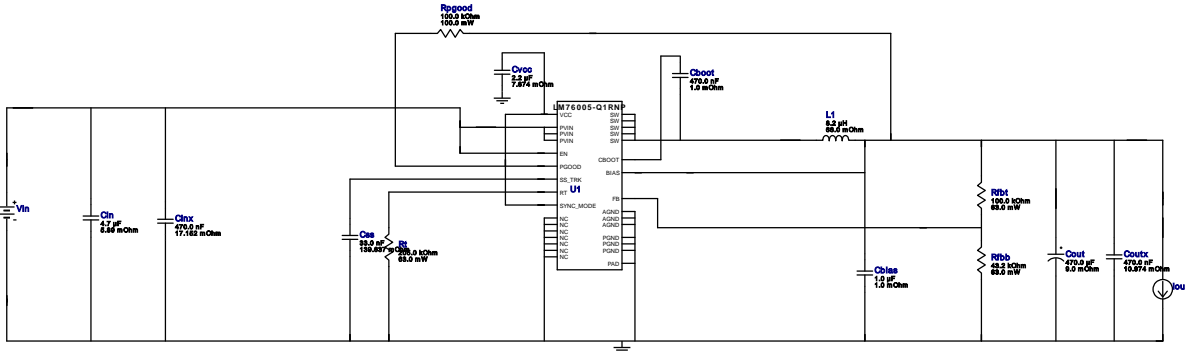 Rpgood
100.0 kOhm
100.0 mW
Cvcc
2.2 µF
7.874 mOhm
Cboot
470.0 nF
1.0 mOhm
LM76005-Q1RNP
VCC
PVIN
PVIN
PVIN
EN
PGOOD
SS_TRK
RT
SYNC_MODE
NC
NC
NC
NC
NC
NC
NC
U1
SW
SW
SW
SW
SW
CBOOT
BIAS
FB
AGND
AGND
AGND
PGND
PGND
PGND
PAD
L1
8.2 µH
68.0 mOhm
Vin
Cin
4.7 µF
Cinx
470.0 nF
17.152 mOhm
Css
33.0 nF
Rt
63.0 mW
Rfbt
100.0 kOhm
63.0 mW
Rfbb
43.2 kOhm
63.0 mW
Cbias
1.0 µF
1.0 mOhm
Cout
470.0 µF
9.0 mOhm
Coutx
470.0 nF
10.874 mOhm
Iou